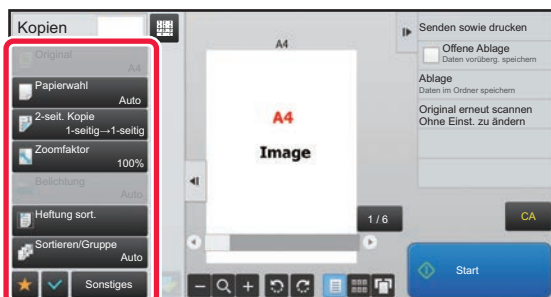 Kopien
Original
A4
Papierwahl
Auto
2-seit. Kopie
1-seitig→1-seitig
Zoomfaktor
100%
Belichtung
Auto
Heftung sort.
Sortieren/Gruppe
Auto
Sonstiges
A4
A4
Image
1 / 6
Senden sowie drucken
Offene Ablage
Daten vorüberg. speichern
Ablage
Daten im Ordner speichern
Original erneut scannen
Ohne Einst. zu ändern
CA
Start